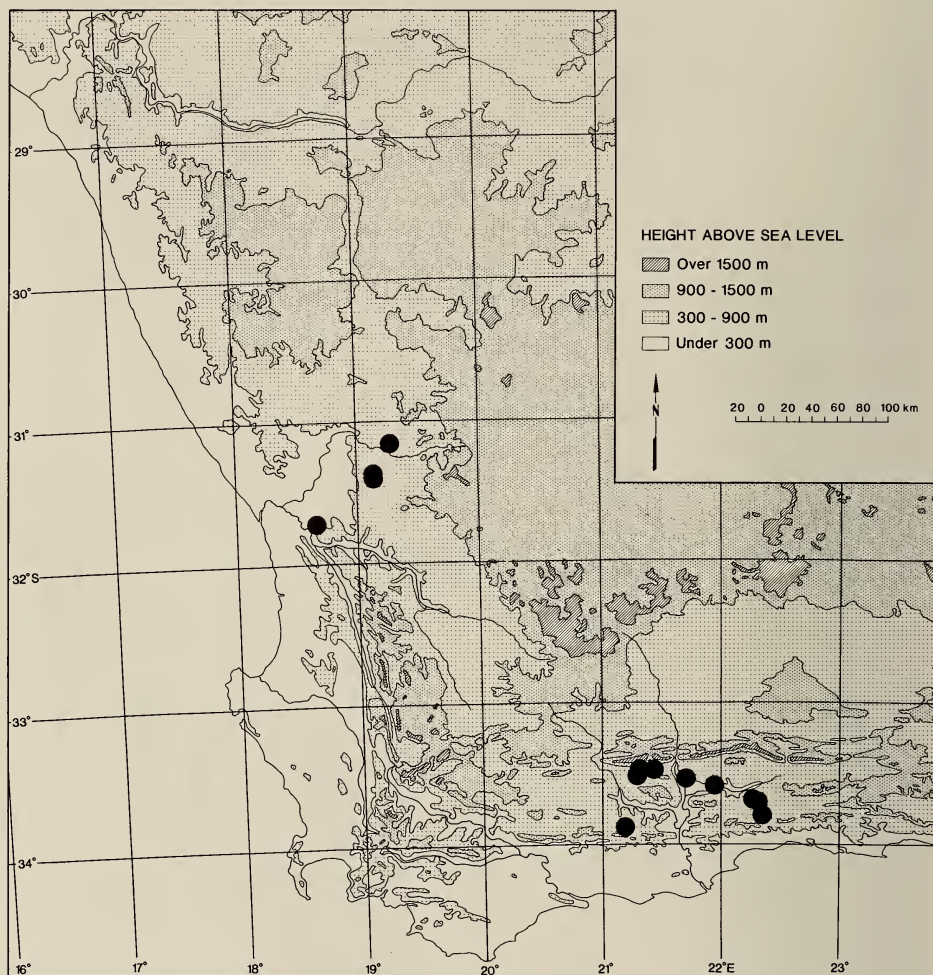 29°
30°
31°
32°S
33°
34°
16°
17°
18°
19°
20°
21°
22°E
23°
HEIGHT ABOVE SEA LEVEL
Over 1500 m
900 - 1500 m
300 - 900 m
Under 300 m
N
20 0 20 40 60 80 100 km